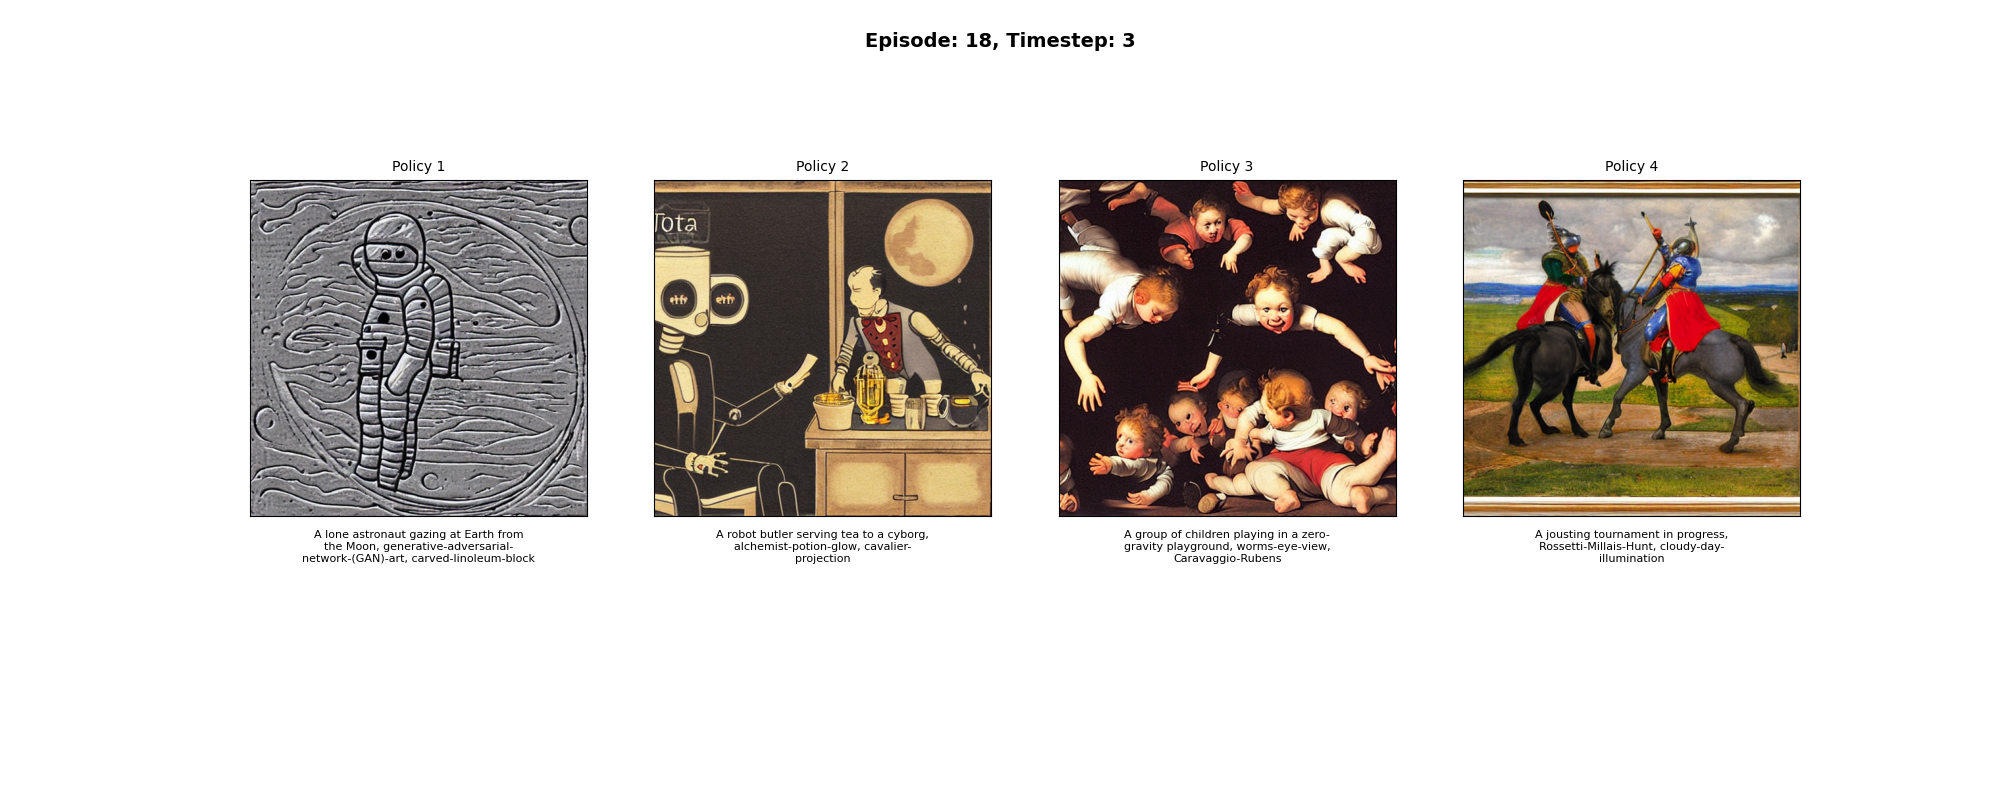 Episode: 18, Timestep: 3
Policy 1
Policy 2
Policy 3
Policy 4
Tota
A lone astronaut gazing at Earth from
the Moon, generative-adversarial-
network-(GAN)-art, carved-linoleum-block
A robot butler serving tea to a cyborg,
alchemist-potion-glow, cavalier-
projection
A group of children playing in a zero-
gravity playground, worms-eye-view,
Caravaggio-Rubens
A jousting tournament in progress,
Rossetti-Millais-Hunt, cloudy-day-
illumination